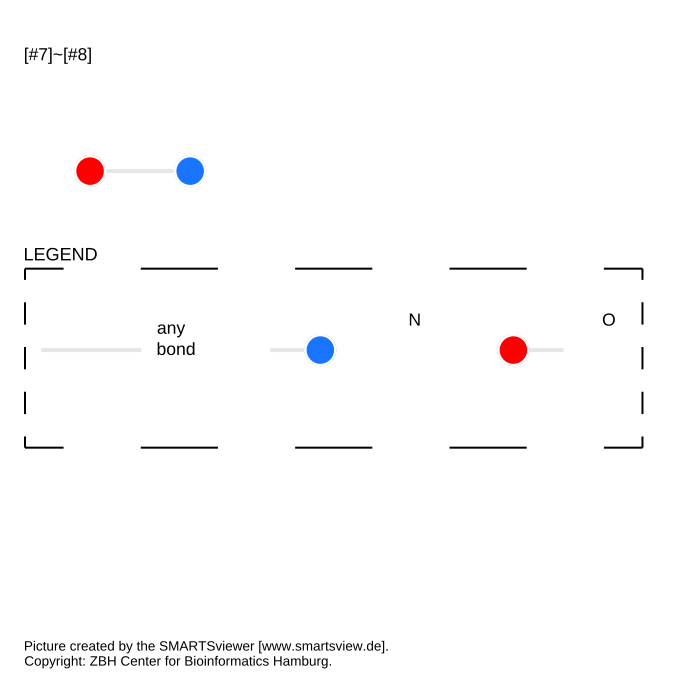 [#7]~[#8]
LEGEND
any
bond
N
O
Picture created by the SMARTSviewer [www.smartsview.de].
Copyright: ZBH Center for Bioinformatics Hamburg.